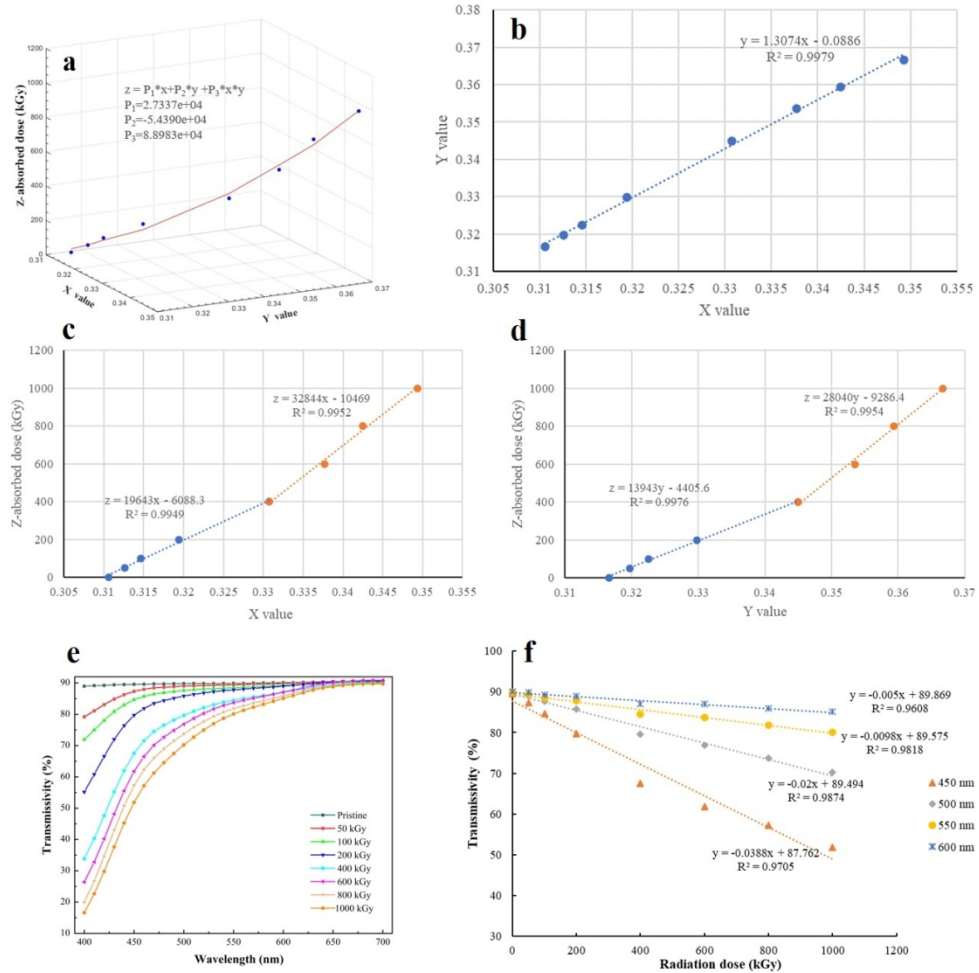 a
z = P₁*x+P₂*y +P₃*x*y
P₁=2.7337e+04
P₂=-5.4390e+04
P₃=8.8983e+04
Z-absorbed dose (kGy)
1200
1000
800
600
400
200
0
0.31
0.32
0.33
0.34
0.35
X value
0.31
0.32
0.33
0.34
0.35
0.36
0.37
Y value
b
y = 1.3074x - 0.0886
R² = 0.9979
Y value
0.38
0.37
0.36
0.35
0.34
0.33
0.32
0.31
0.305 0.31 0.315 0.32 0.325 0.33 0.335 0.34 0.345 0.35 0.355
X value
c
z = 32844x - 10469
R² = 0.9952
z = 19643x - 6088.3
R² = 0.9949
Z-absorbed dose (kGy)
1200
1000
800
600
400
200
0
0.305 0.31 0.315 0.32 0.325 0.33 0.335 0.34 0.345 0.35 0.355
X value
d
z = 28040y - 9286.4
R² = 0.9954
z = 13943y - 4405.6
R² = 0.9976
Z-absorbed dose (kGy)
1200
1000
800
600
400
200
0
0.31 0.32 0.33 0.34 0.35 0.36 0.37
Y value
e
Transmissivity (%)
90
80
70
60
50
40
30
20
10
Pristine
50 kGy
100 kGy
200 kGy
400 kGy
600 kGy
800 kGy
1000 kGy
400 450 500 550 600 650 700
Wavelength (nm)
f
Transmissivity (%)
100
90
80
70
60
50
40
30
y = -0.005x + 89.869
R² = 0.9608
y = -0.0098x + 89.575
R² = 0.9818
y = -0.02x + 89.494
R² = 0.9874
y = -0.0388x + 87.762
R² = 0.9705
450 nm
500 nm
550 nm
600 nm
0 200 400 600 800 1000 1200
Radiation dose (kGy)